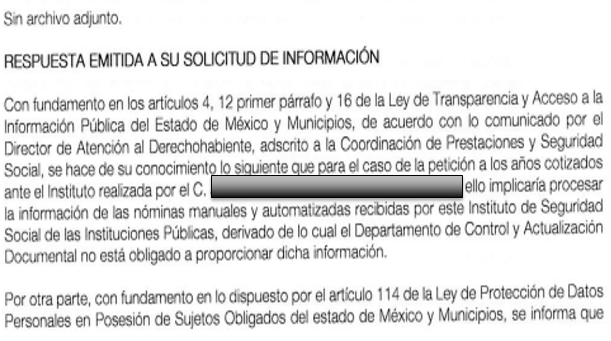 Sin archivo adjunto.
RESPUESTA EMITIDA A SU SOLICITUD DE INFORMACIÓN
Con fundamento en los artículos 4, 12 primer párrafo y 16 de la Ley de Transparencia y Acceso a la
Información Pública del Estado de México y Municipios, de acuerdo con lo comunicado por el
Director de Atención al Derechohabiente, adscrito a la Coordinación de Prestaciones y Seguridad
Social, se hace de su conocimiento lo siguiente que para el caso de la petición a los años cotizados
ante el Instituto realizada por el C. ello implicaría procesar
la información de las nóminas manuales y automatizadas recibidas por este Instituto de Seguridad
Social de las Instituciones Públicas, derivado de lo cual el Departamento de Control y Actualización
Documental no está obligado a proporcionar dicha información.
Por otra parte, con fundamento en lo dispuesto por el artículo 114 de la Ley de Protección de Datos
Personales en Posesión de Sujetos Obligados del estado de México y Municipios, se informa que